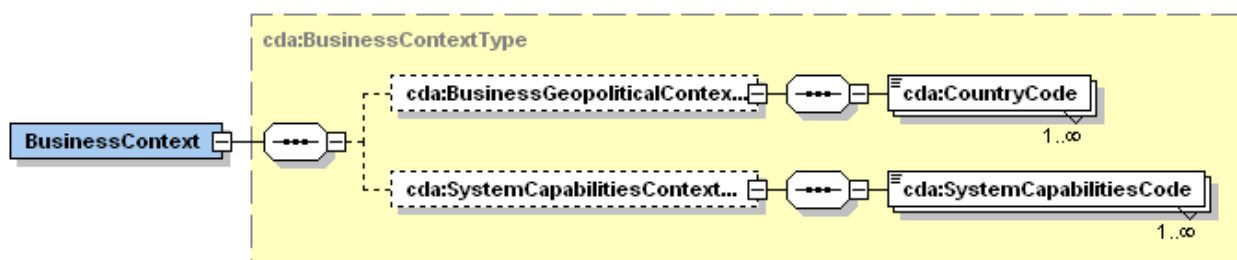 cda:BusinessContextType
cda:BusinessGeopoliticalContex...
cda:CountryCode
1..∞
BusinessContext
cda:SystemCapabilitiesContext...
cda:SystemCapabilitiesCode
1..∞